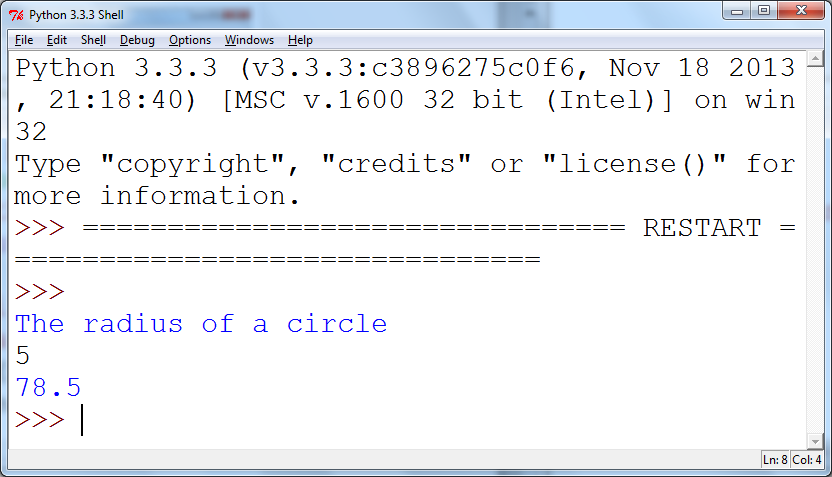 Python 3.3.3 Shell
File Edit Shell Debug Options Windows Help
Python 3.3.3 (v3.3.3:c3896275c0f6, Nov 18 2013
, 21:18:40) [MSC v.1600 32 bit (Intel)] on win
32
Type "copyright", "credits" or "license()" for
more information.
>>> ================================ RESTART =
===============================
>>>
The radius of a circle
5
78.5
>>>
Ln: 8 Col: 4